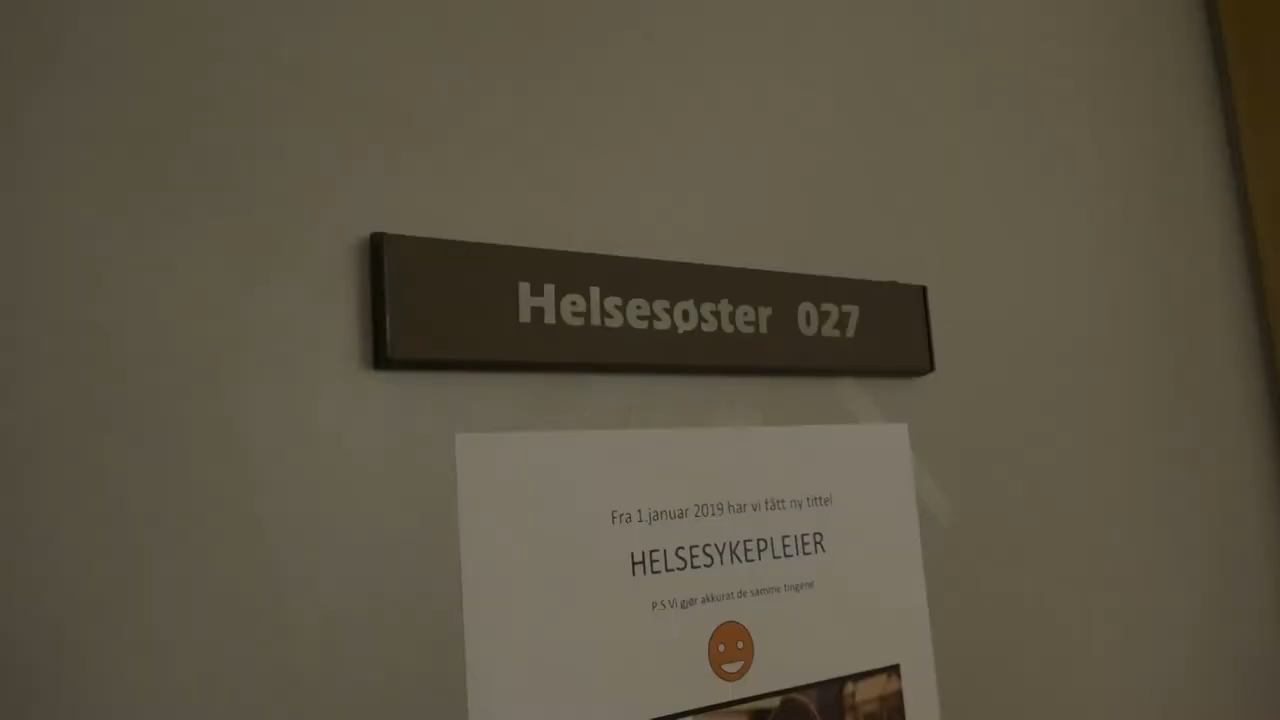 Helsesøster 027
Fra 1.januar 2019 har vi fått ny tittel
HELSESYKEPLEIER
P.S Vi gjør akkurat de samme tingene